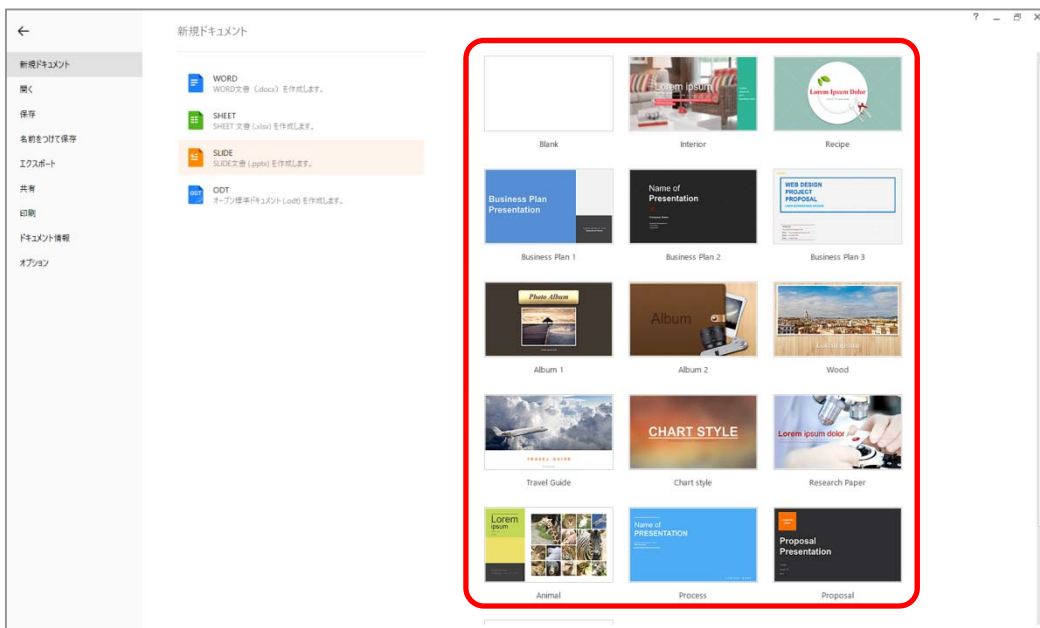 ? – ×
←
新規ドキュメント
新規ドキュメント
開く
保存
名前をつけて保存
エクスポート
共有
印刷
ドキュメント情報
オプション
WORD
WORD文書 (.docx) を作成します。
SHEET
SHEET 文書 (.xlsx) を作成します。
SLIDE
SLIDE文書 (.pptx) を作成します。
ODT
ODT
オープン標準ドキュメント (.odt) を作成します。
Lorem ipsum
Lorem Ipsum Dolor
Blank
Interior
Recipe
Business Plan
Presentation
Name of
Presentation
WEB DESIGN
PROJECT
PROPOSAL
Business Plan 1
Business Plan 2
Business Plan 3
Photo Album
Album
Lorem ipsum
Album 1
Album 2
Wood
TRAVEL GUIDE
CHART STYLE
Lorem ipsum dolor
Travel Guide
Chart style
Research Paper
Lorem
ipsum
Name of
PRESENTATION
Proposal
Presentation
Animal
Process
Proposal